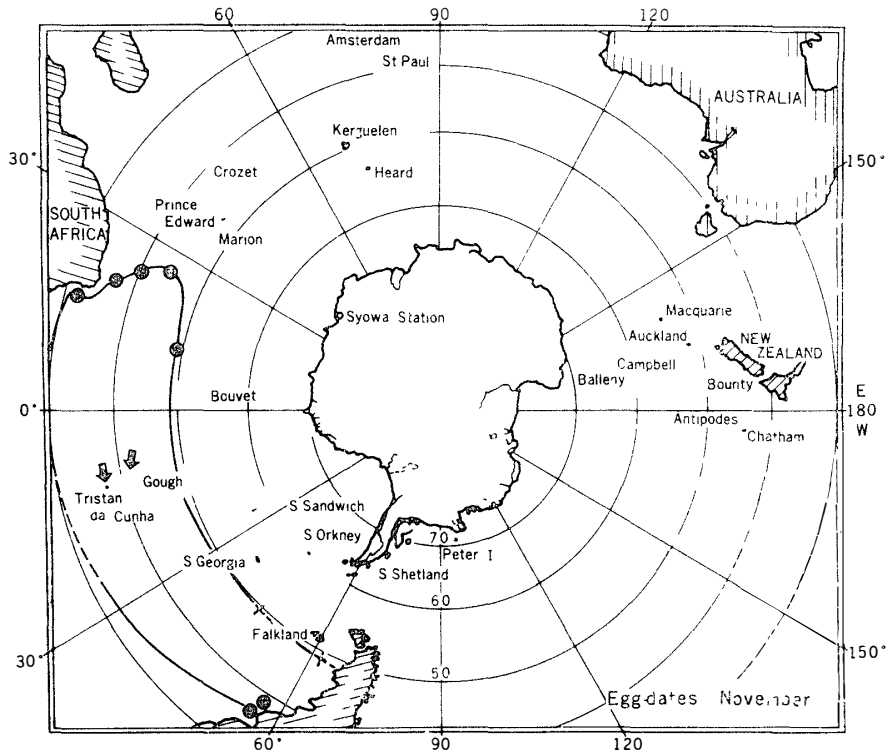 60°
90
120
Amsterdam
St Paul
AUSTRALIA
Kerguelen
30°
150°
Heard
Crozet
Prince
Edward
SOUTH
AFRICA
Marion
Syowa Station
Macquarie
Auckland
NEW
ZEALAND
Campbell
Balleny
Bounty
Bouvet
E
0°
180
W
Antipodes
Chatham
Gough
Tristan
da Cunha
S Sandwich
S Orkney
70
Peter I
S Georgia
S Shetland
60
Falkland
30°
150°
50
Egg-dates November
60°
90
120